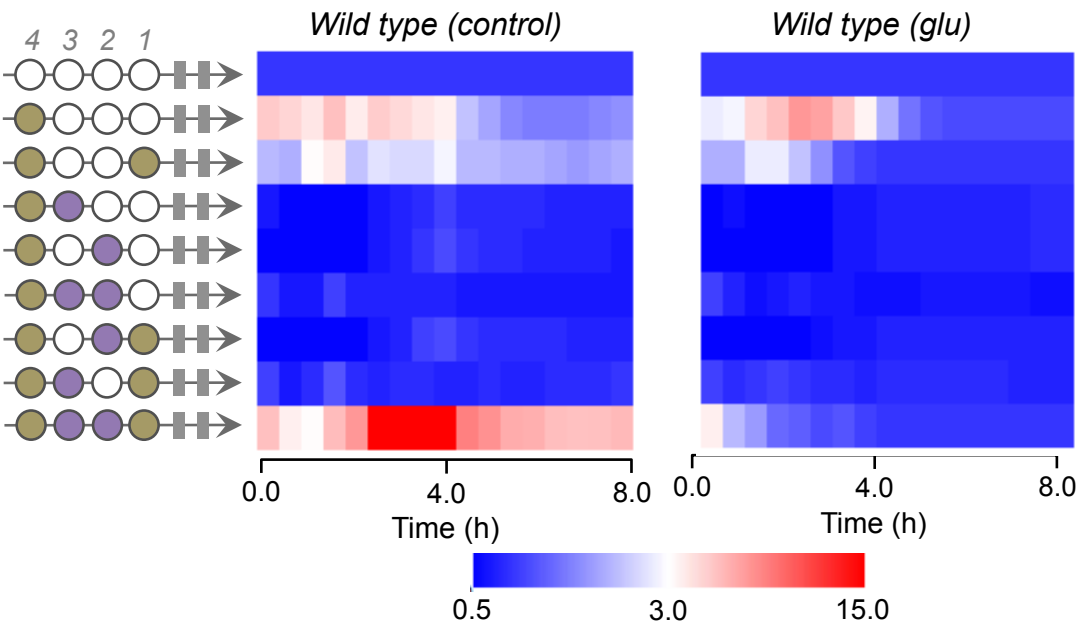 Wild type (control)
Wild type (glu)
4 3 2 1
0.0 4.0 8.0
0.0 4.0 8.0
Time (h)
Time (h)
0.5 3.0 15.0